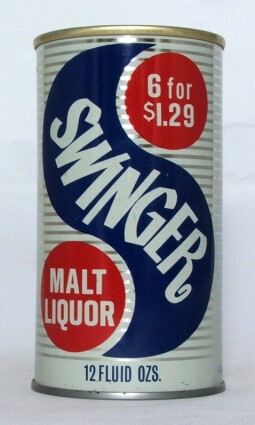 6 for
$1.29
SWINGER
MALT
LIQUOR
12 FLUID OZS.